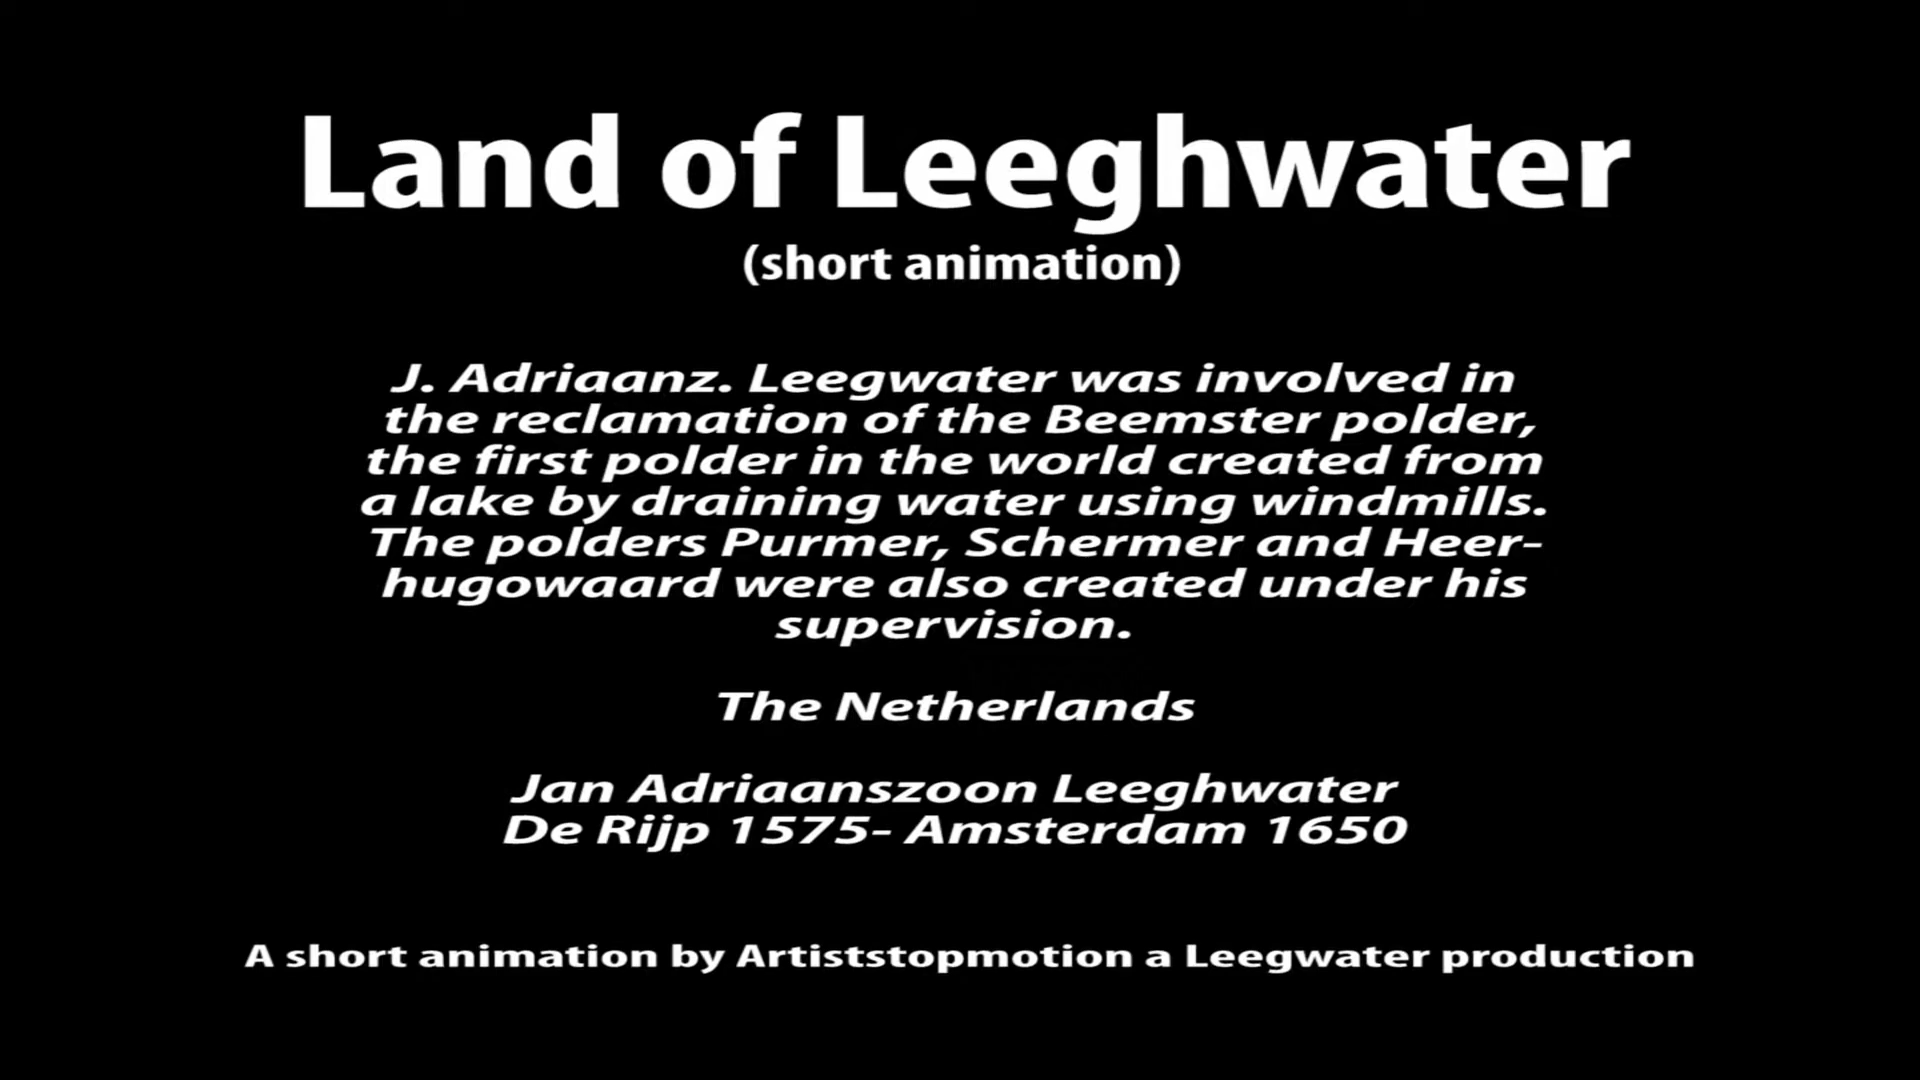 Land of Leeghwater
(short animation)
J. Adriaanz. Leegwater was involved in
the reclamation of the Beemster polder,
the first polder in the world created from
a lake by draining water using windmills.
The polders Purmer, Schermer and Heer-
hugowaard were also created under his
supervision.
The Netherlands
Jan Adriaanszoon Leeghwater
De Rijp 1575- Amsterdam 1650
A short animation by Artiststopmotion a Leegwater production